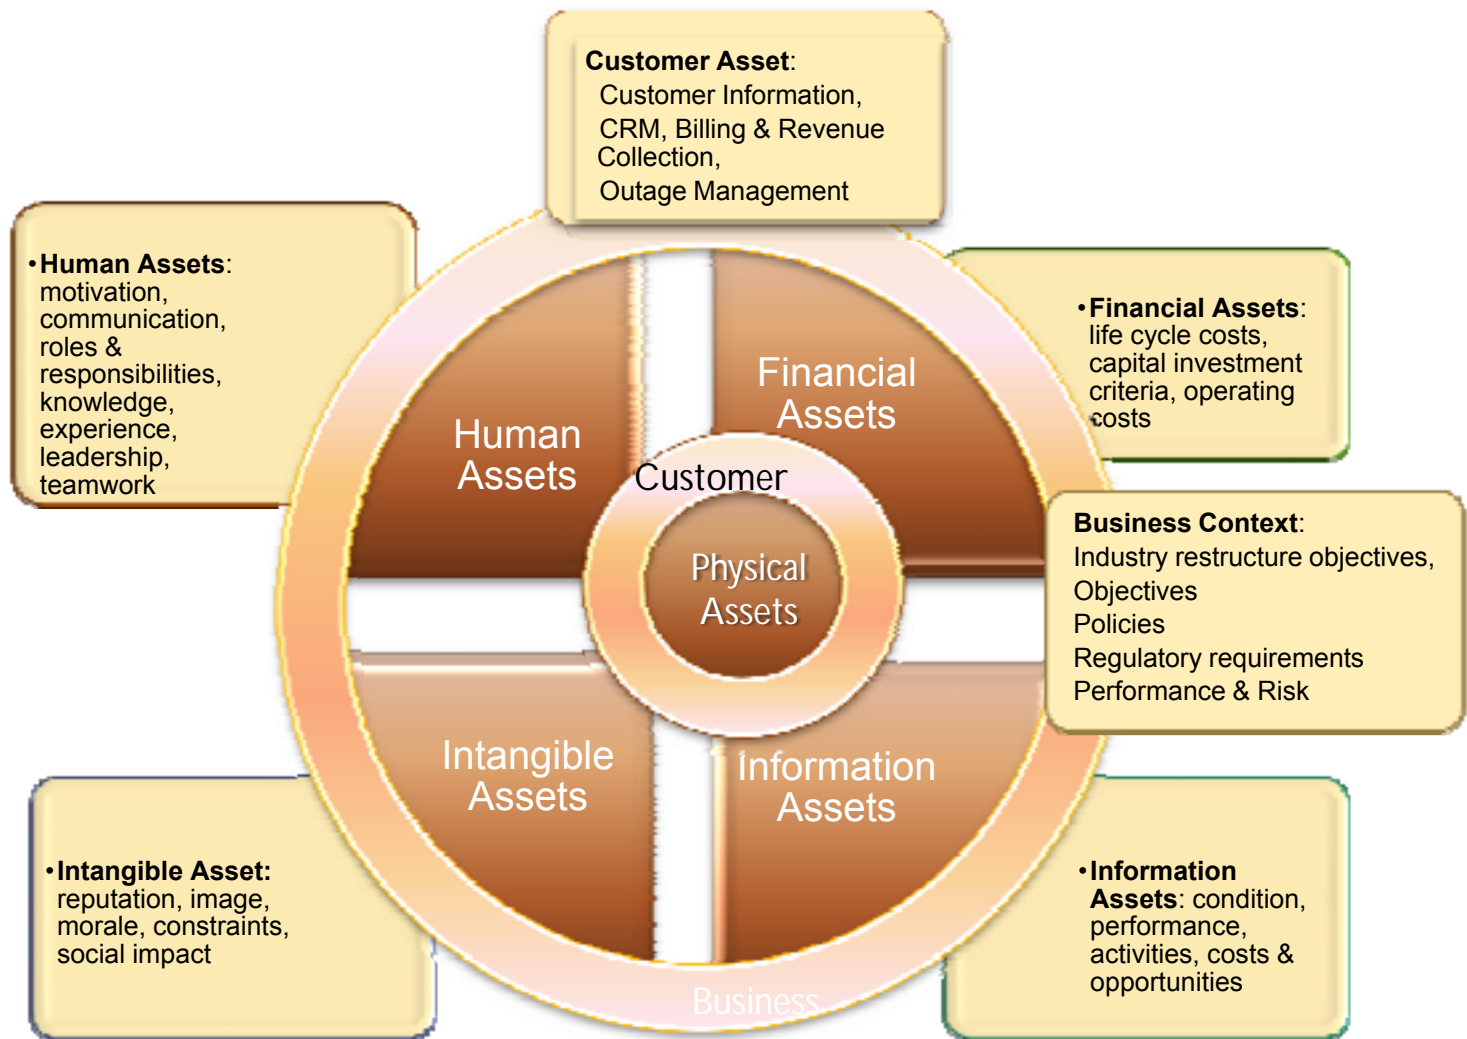 Customer Asset:
Customer Information,
CRM, Billing & Revenue
Collection,
Outage Management
•Human Assets:
motivation,
communication,
roles &
responsibilities,
knowledge,
experience,
leadership,
teamwork
•Financial Assets:
life cycle costs,
capital investment
criteria, operating
costs
Financial
Assets
Human
Assets
Customer
Physical
Assets
Business Context:
Industry restructure objectives,
Objectives
Policies
Regulatory requirements
Performance & Risk
Intangible
Assets
Information
Assets
•Intangible Asset:
reputation, image,
morale, constraints,
social impact
•Information
Assets: condition,
performance,
activities, costs &
opportunities
Business